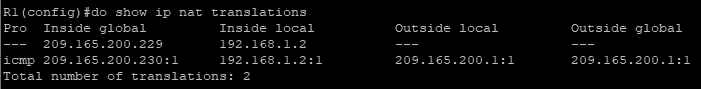 R1(config)#do show ip nat translations
Pro  Inside global         Inside local          Outside local         Outside global
---  209.165.200.229       192.168.1.2           ---                   ---
icmp 209.165.200.230:1     192.168.1.2:1         209.165.200.1:1       209.165.200.1:1
Total number of translations: 2